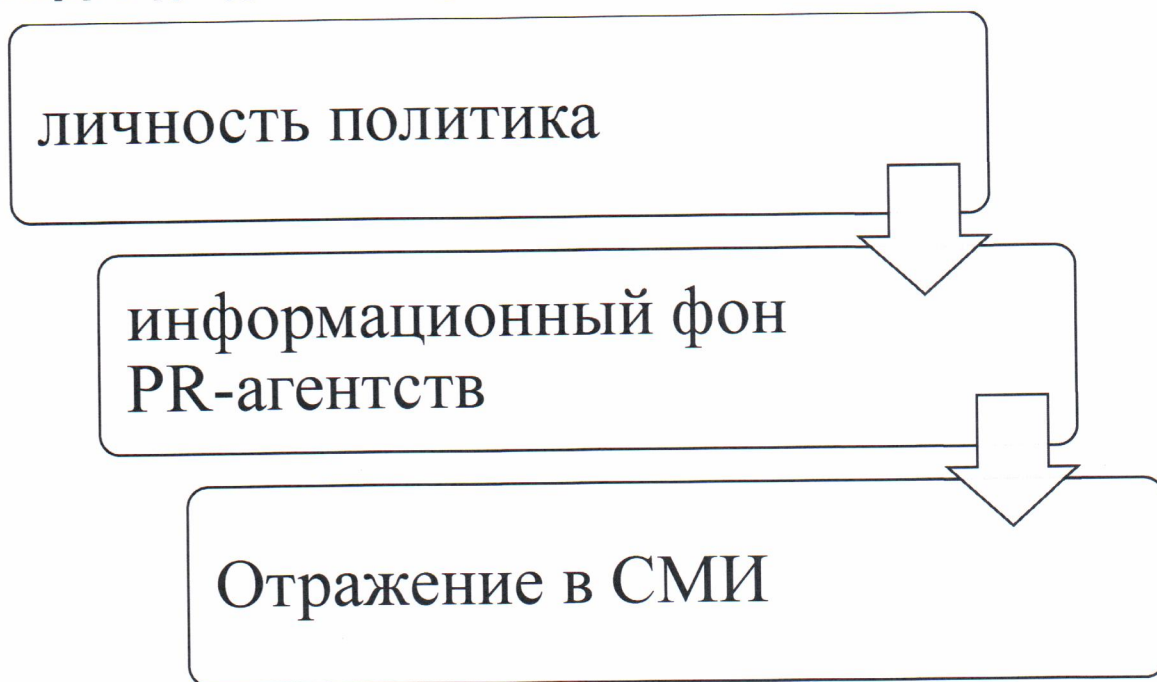 личность политика
информационный фон
PR-агентств
Отражение в СМИ